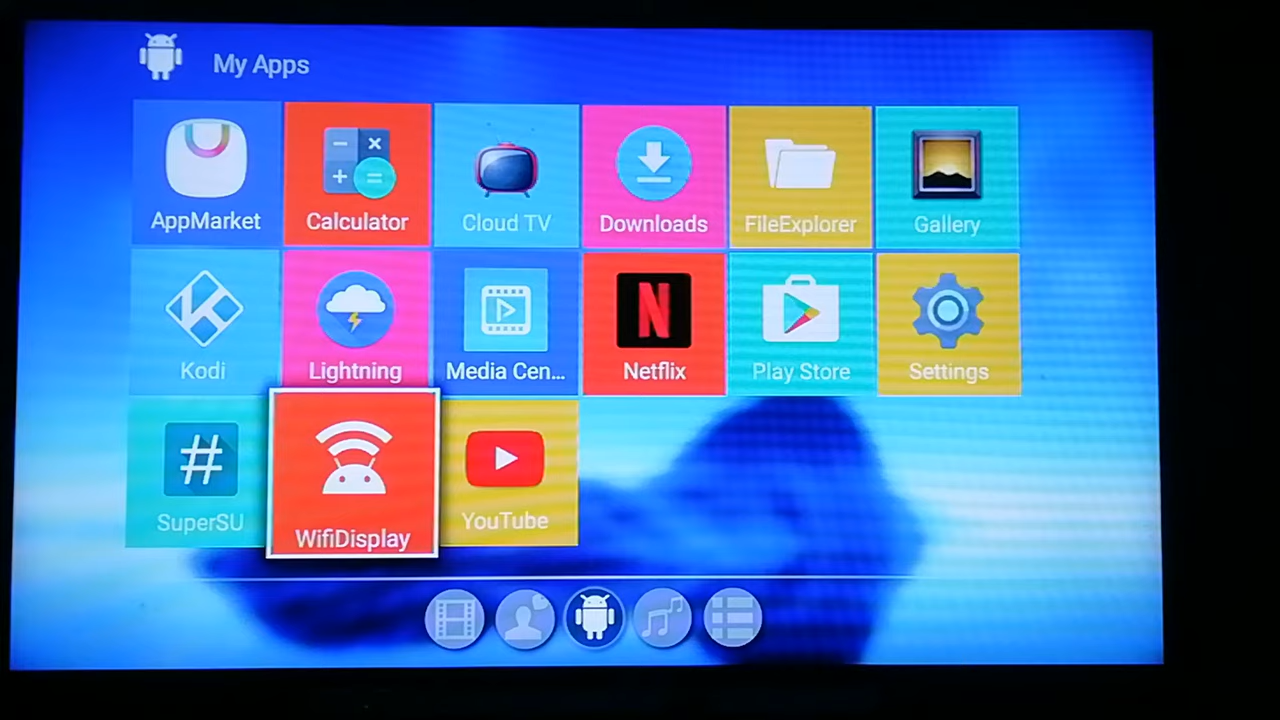 My Apps
AppMarket
Calculator
Cloud TV
Downloads
FileExplorer
Gallery
Kodi
Lightning
Media Cen...
Netflix
Play Store
Settings
SuperSU
WifiDisplay
YouTube